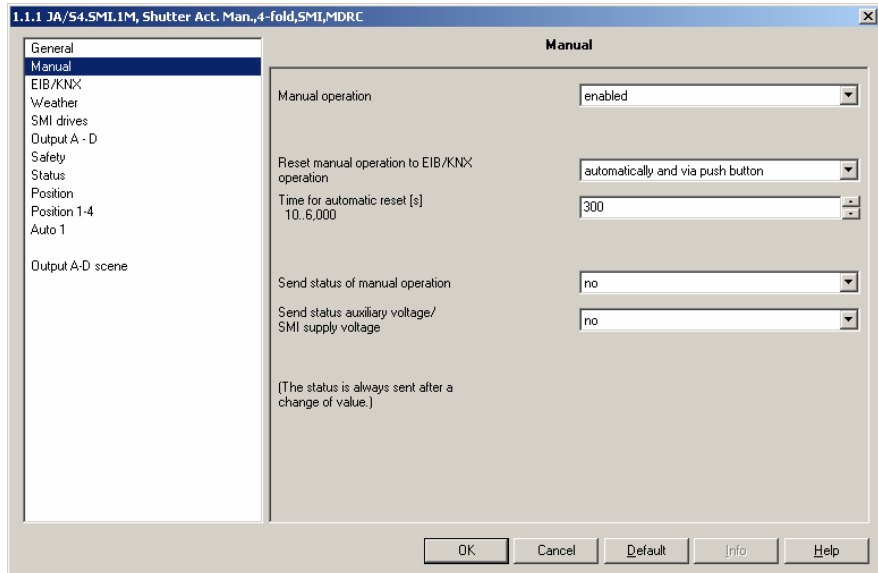 1.1.1 JA/S4.SMI.1M, Shutter Act. Man.,4-fold,SMI,MDRC
General
Manual
EIB/KNX
Weather
SMI drives
Output A - D
Safety
Status
Position
Position 1-4
Auto 1
Output A-D scene
Manual
Manual operation
enabled
Reset manual operation to EIB/KNX
operation
automatically and via push button
Time for automatic reset [s]
10..6,000
300
Send status of manual operation
no
Send status auxiliary voltage/
SMI supply voltage
no
(The status is always sent after a
change of value.)
OK
Cancel
Default
Info
Help